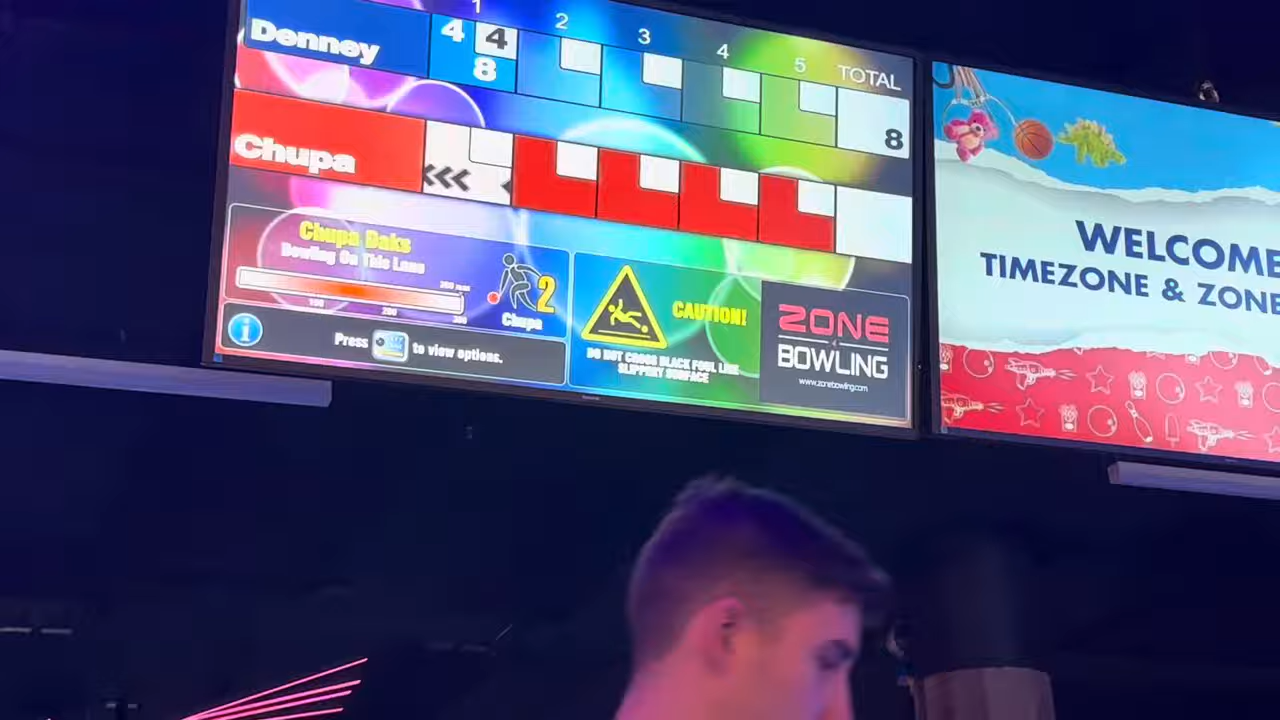 1 2 3 4 5 TOTAL
Denney 4 4
8 8
Chupa
Chupa Daks
Bowling On This Lane
2
Chupa
Press to view options.
CAUTION!
DO NOT CROSS BLACK FOUL LINE
SLIPPERY SURFACE
ZONE
BOWLING
www.zonebowling.com
WELCOME
TIMEZONE & ZONE